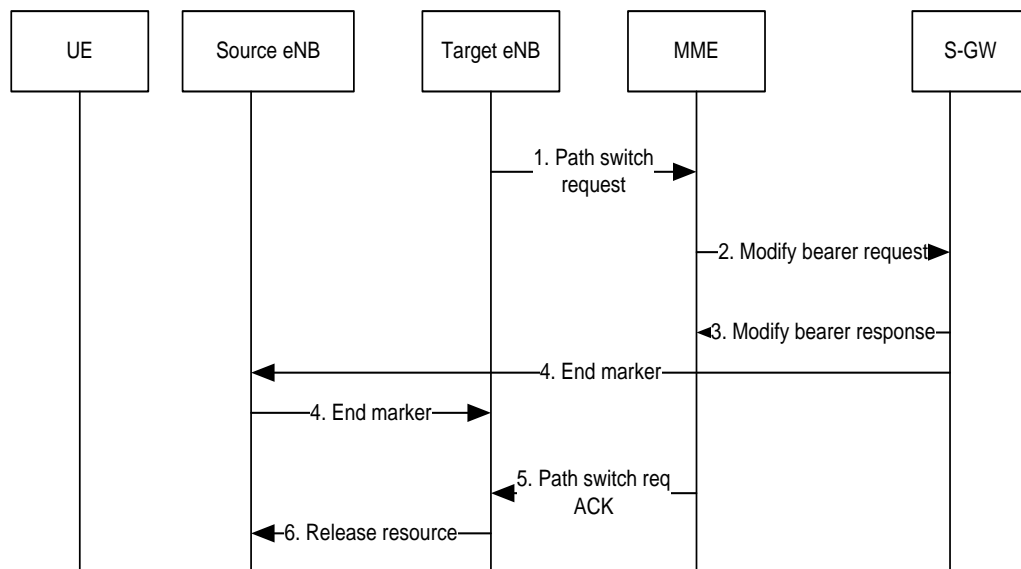 UE
Source eNB
Target eNB
MME
S-GW
1. Path switch
request
2. Modify bearer request
3. Modify bearer response
4. End marker
4. End marker
5. Path switch req
ACK
6. Release resource